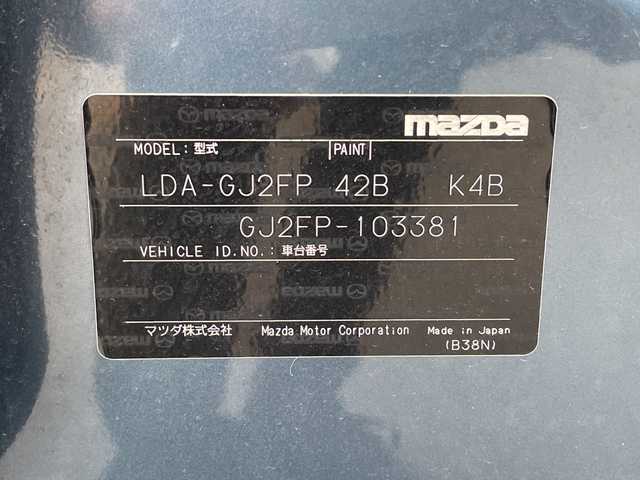 mazda
MODEL: 型式 PAINT
LDA-GJ2FP 42B K4B
GJ2FP-103381
VEHICLE ID.NO.: 車台番号
マツダ株式会社 Mazda Motor Corporation Made in Japan
(B38N)